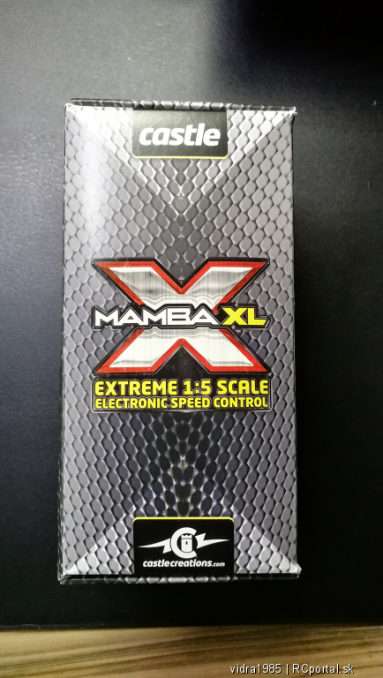 castle
MAMBA XL
EXTREME 1:5 SCALE
ELECTRONIC SPEED CONTROL
castlecreations.com
vidra1985 | RCportal.sk